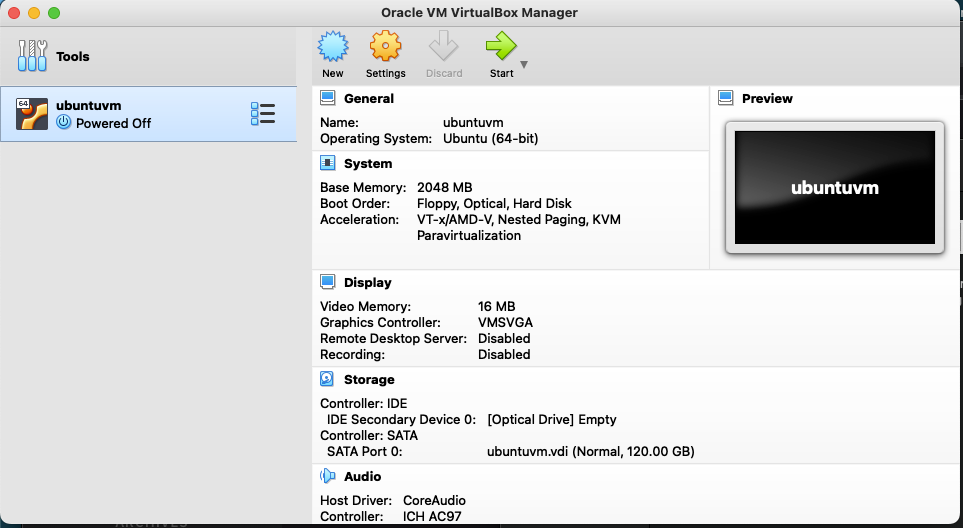 Oracle VM VirtualBox Manager
Tools
New
Settings
Discard
Start
64
ubuntuvm
Powered Off
General
Name: ubuntuvm
Operating System: Ubuntu (64-bit)
Preview
ubuntuvm
System
Base Memory: 2048 MB
Boot Order: Floppy, Optical, Hard Disk
Acceleration: VT-x/AMD-V, Nested Paging, KVM
Paravirtualization
Display
Video Memory: 16 MB
Graphics Controller: VMSVGA
Remote Desktop Server: Disabled
Recording: Disabled
Storage
Controller: IDE
IDE Secondary Device 0: [Optical Drive] Empty
Controller: SATA
SATA Port 0: ubuntuvm.vdi (Normal, 120.00 GB)
Audio
Host Driver: CoreAudio
Controller: ICH AC97